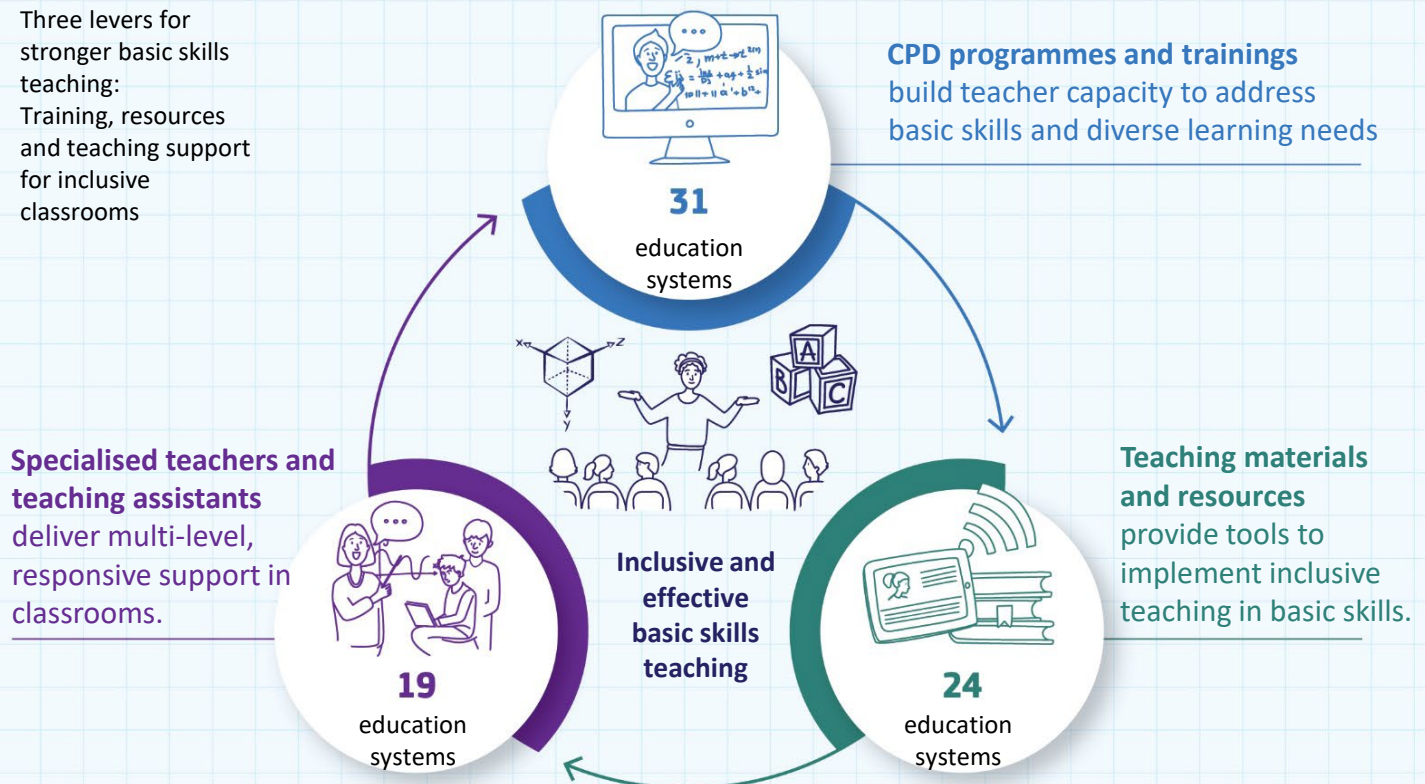 Three levers for
stronger basic skills
teaching:
Training, resources
and teaching support
for inclusive
classrooms
CPD programmes and trainings
build teacher capacity to address
basic skills and diverse learning needs
31
education
systems
x
z
y
A
B
C
Specialised teachers and
teaching assistants
deliver multi-level,
responsive support in
classrooms.
19
education
systems
Inclusive and
effective
basic skills
teaching
Teaching materials
and resources
provide tools to
implement inclusive
teaching in basic skills.
24
education
systems